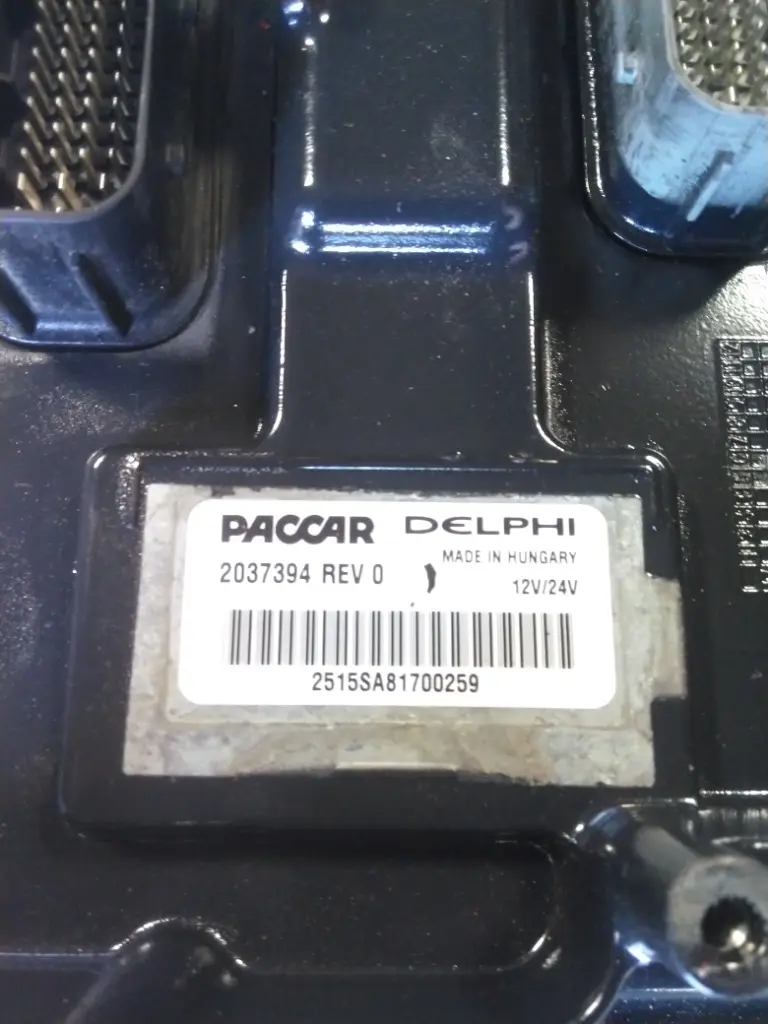 PACCAR DELPHI
MADE IN HUNGARY
2037394 REV 0
12V/24V
2515SA81700259